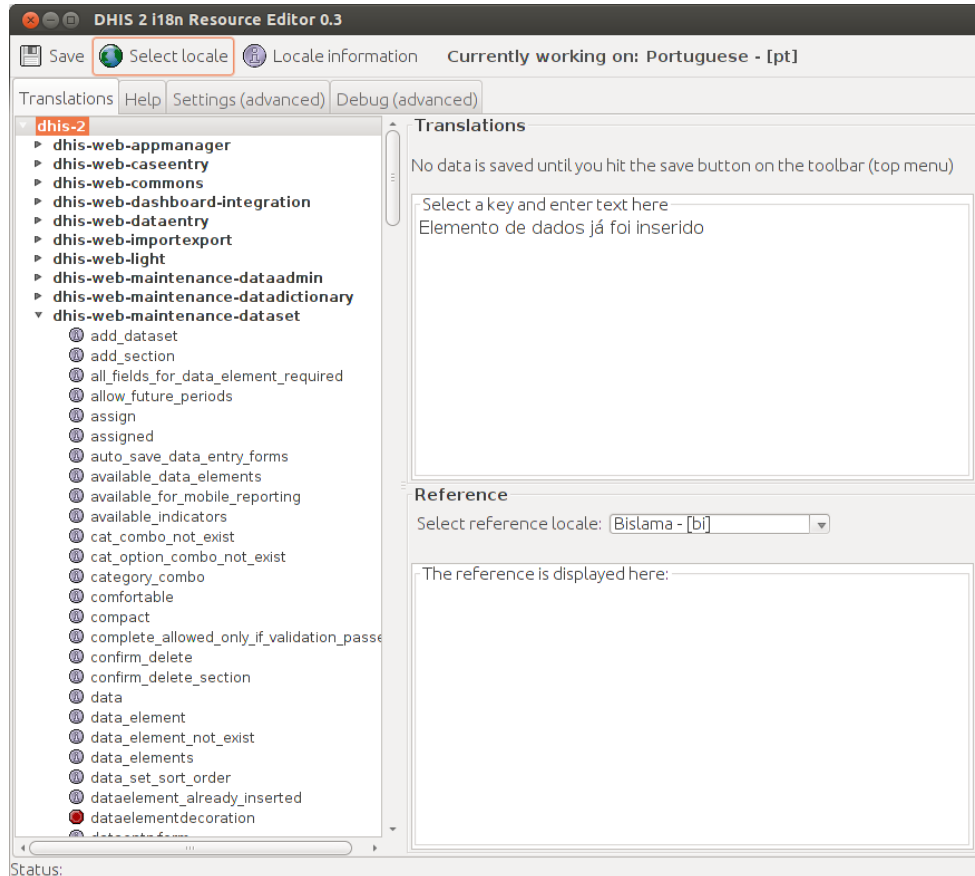 DHIS 2 i18n Resource Editor 0.3
Save Select locale Locale information Currently working on: Portuguese - [pt]
Translations Help Settings (advanced) Debug (advanced)
dhis-2
dhis-web-appmanager
dhis-web-caseentry
dhis-web-commons
dhis-web-dashboard-integration
dhis-web-dataentry
dhis-web-importexport
dhis-web-light
dhis-web-maintenance-dataadmin
dhis-web-maintenance-datadictionary
dhis-web-maintenance-dataset
add_dataset
add_section
all_fields_for_data_element_required
allow_future_periods
assign
assigned
auto_save_data_entry_forms
available_data_elements
available_for_mobile_reporting
available_indicators
cat_combo_not_exist
cat_option_combo_not_exist
category_combo
comfortable
compact
complete_allowed_only_if_validation_passe
confirm_delete
confirm_delete_section
data
data_element
data_element_not_exist
data_elements
data_set_sort_order
dataelement_already_inserted
dataelementdecoration
Translations
No data is saved until you hit the save button on the toolbar (top menu)
Select a key and enter text here
Elemento de dados já foi inserido
Reference
Select reference locale: Bislama - [bi]
The reference is displayed here:
Status: